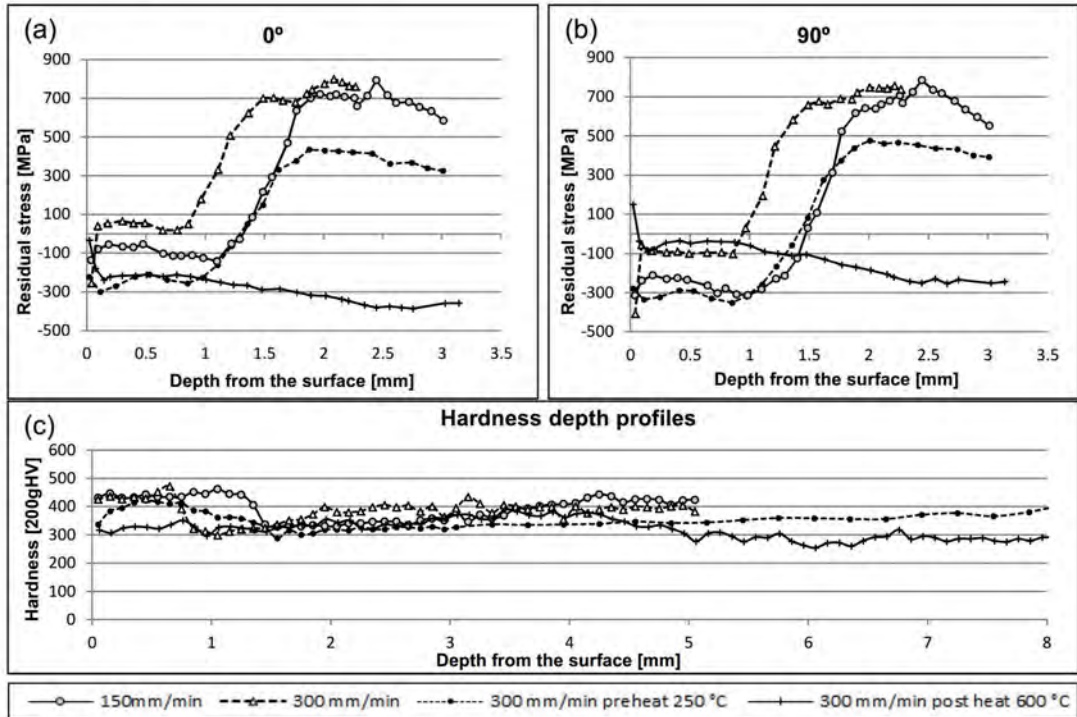 (a)
0º
900
700
500
300
100
-100
-300
-500
Residual stress [MPa]
0 0.5 1 1.5 2 2.5 3 3.5
Depth from the surface [mm]
(b)
90º
900
700
500
300
100
-100
-300
-500
Residual stress [MPa]
0 0.5 1 1.5 2 2.5 3 3.5
Depth from the surface [mm]
(c)
Hardness depth profiles
600
500
400
300
200
100
0
Hardness [200gHV]
0 1 2 3 4 5 6 7 8
Depth from the surface [mm]
150mm/min 300 mm/min 300 mm/min preheat 250 °C 300 mm/min post heat 600 °C